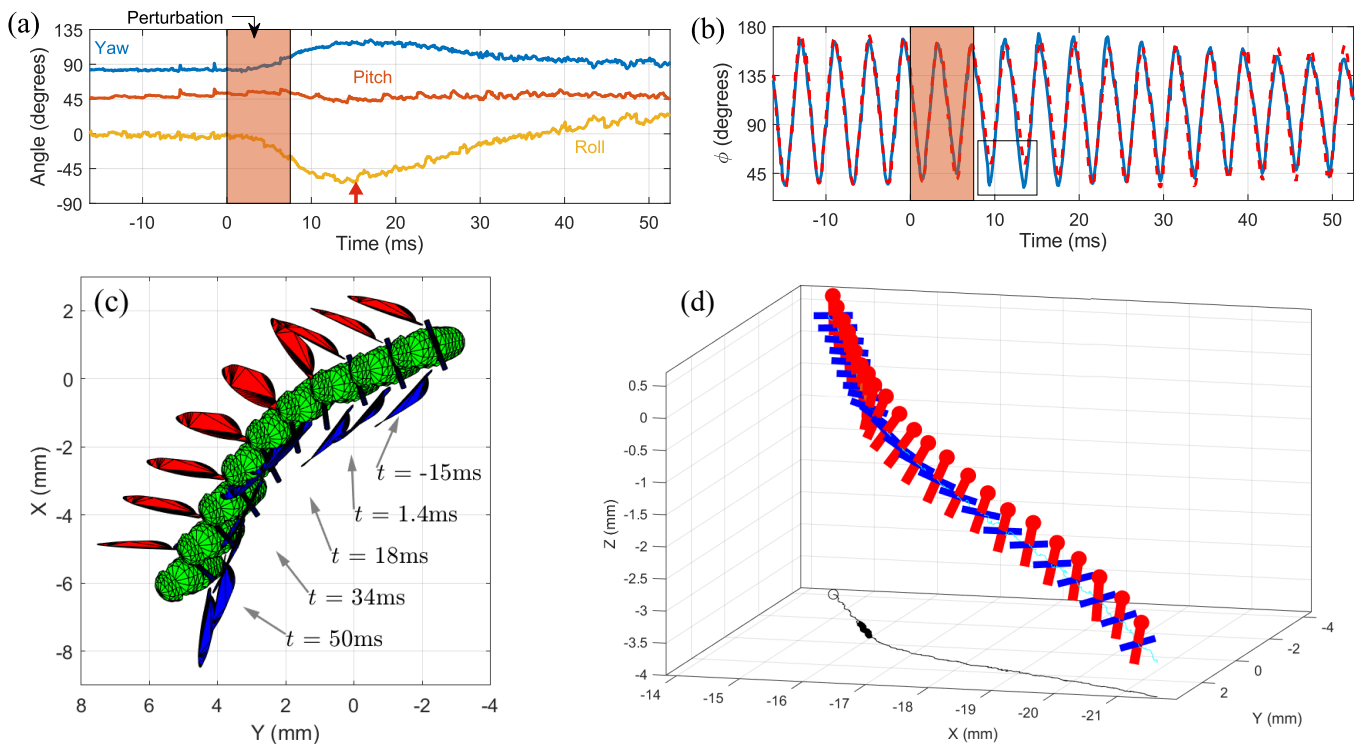 (a)
Perturbation
Yaw
Pitch
Roll
Angle (degrees)
135
90
45
0
-45
-90
-10
0
10
20
30
40
50
Time (ms)
(b)
ϕ (degrees)
180
135
90
45
-10
0
10
20
30
40
50
Time (ms)
(c)
X (mm)
2
0
-2
-4
-6
-8
t = -15ms
t = 1.4ms
t = 18ms
t = 34ms
t = 50ms
8
6
4
2
0
-2
-4
Y (mm)
(d)
Z (mm)
0.5
0
-0.5
-1
-1.5
-2
-2.5
-3
-3.5
-4
-14
-15
-16
-17
-18
-19
-20
-21
X (mm)
2
0
-2
-4
Y (mm)